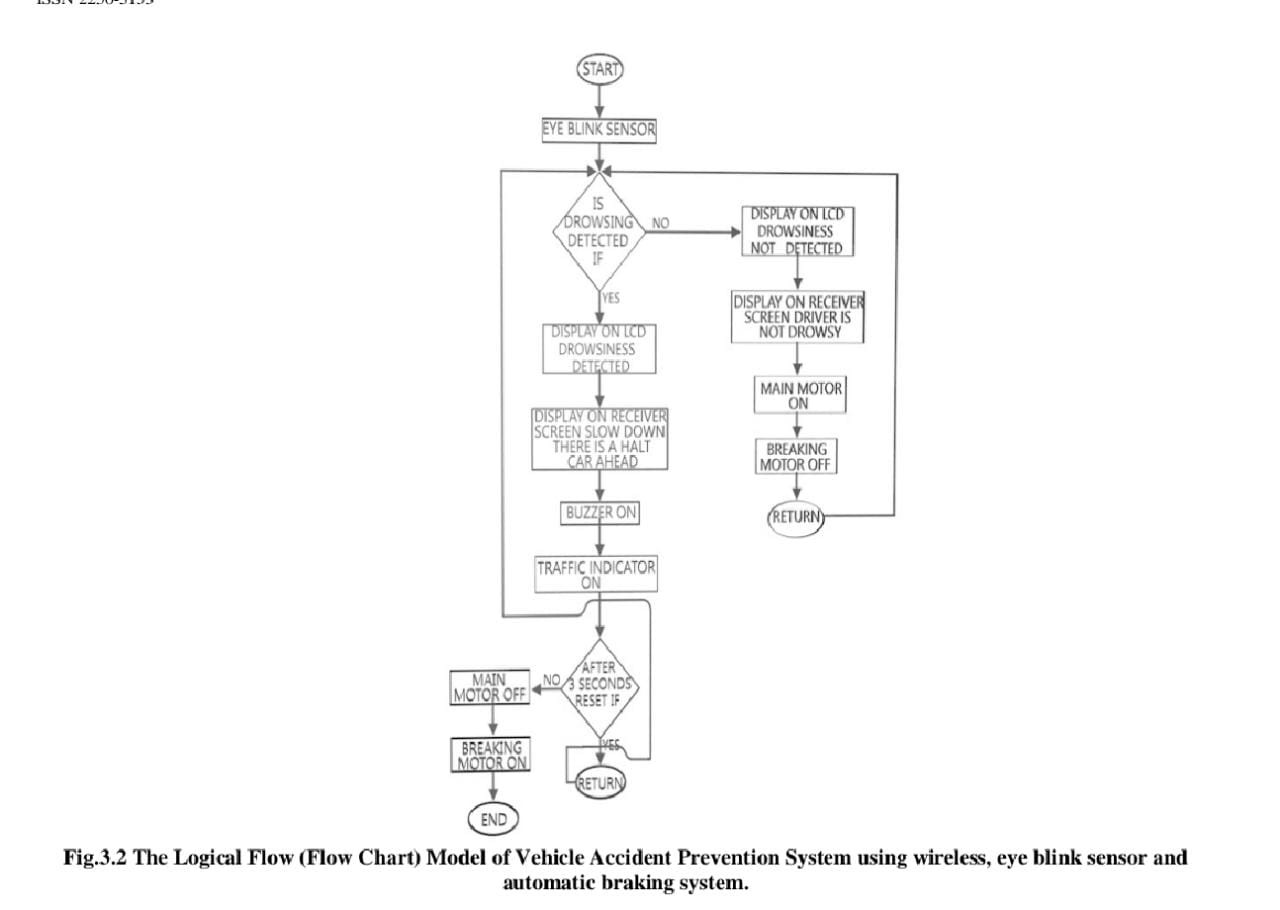 ISSN 2250-3153
START
EYE BLINK SENSOR
IS
DROWSING
DETECTED
IF
NO
YES
DISPLAY ON LCD
DROWSINESS
NOT DETECTED
DISPLAY ON RECEIVER
SCREEN DRIVER IS
NOT DROWSY
MAIN MOTOR
ON
BREAKING
MOTOR OFF
RETURN
DISPLAY ON LCD
DROWSINESS
DETECTED
DISPLAY ON RECEIVER
SCREEN SLOW DOWN
THERE IS A HALT
CAR AHEAD
BUZZER ON
TRAFFIC INDICATOR
ON
AFTER
3 SECONDS
RESET IF
NO
MAIN
MOTOR OFF
BREAKING
MOTOR ON
END
YES
RETURN
Fig.3.2 The Logical Flow (Flow Chart) Model of Vehicle Accident Prevention System using wireless, eye blink sensor and
automatic braking system.